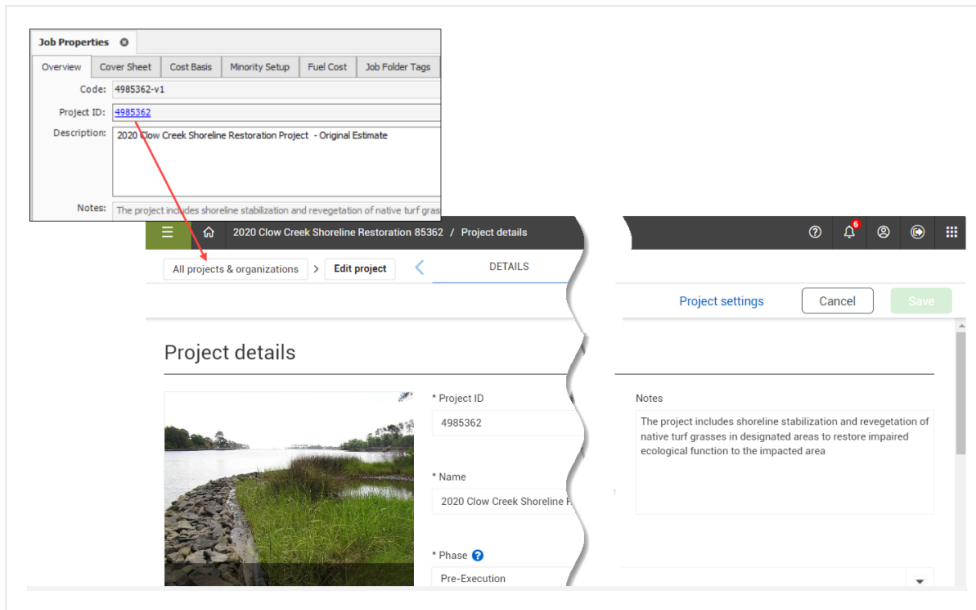 Job Properties
Overview Cover Sheet Cost Basis Minority Setup Fuel Cost Job Folder Tags
Code: 4985362-v1
Project ID: 4985362
Description: 2020 Clow Creek Shoreline Restoration Project - Original Estimate
Notes: The project includes shoreline stabilization and revegetation of native turf gras
2020 Clow Creek Shoreline Restoration 85362 / Project details
6
All projects & organizations > Edit project DETAILS
Project settings Cancel Save
Project details
* Project ID
4985362
* Name
2020 Clow Creek Shoreline
* Phase ?
Pre-Execution
Notes
The project includes shoreline stabilization and revegetation of
native turf grasses in designated areas to restore impaired
ecological function to the impacted area